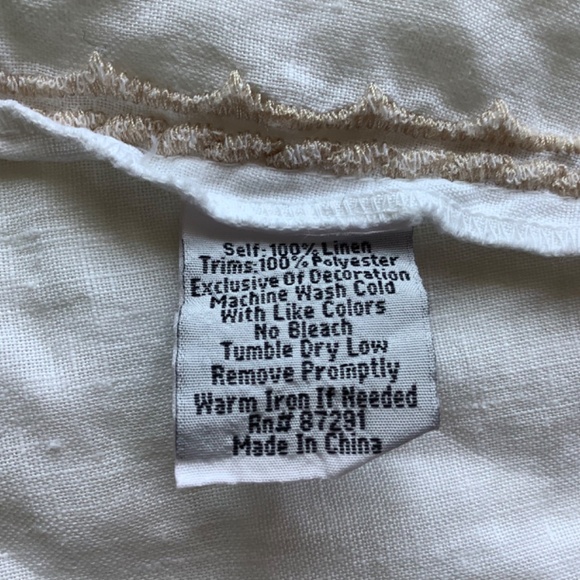 Self:100% Linen
Trims:100% Polyester
Exclusive Of Decoration
Machine Wash Cold
With Like Colors
No Bleach
Tumble Dry Low
Remove Promptly
Warm Iron If Needed
Rn# 87291
Made In China